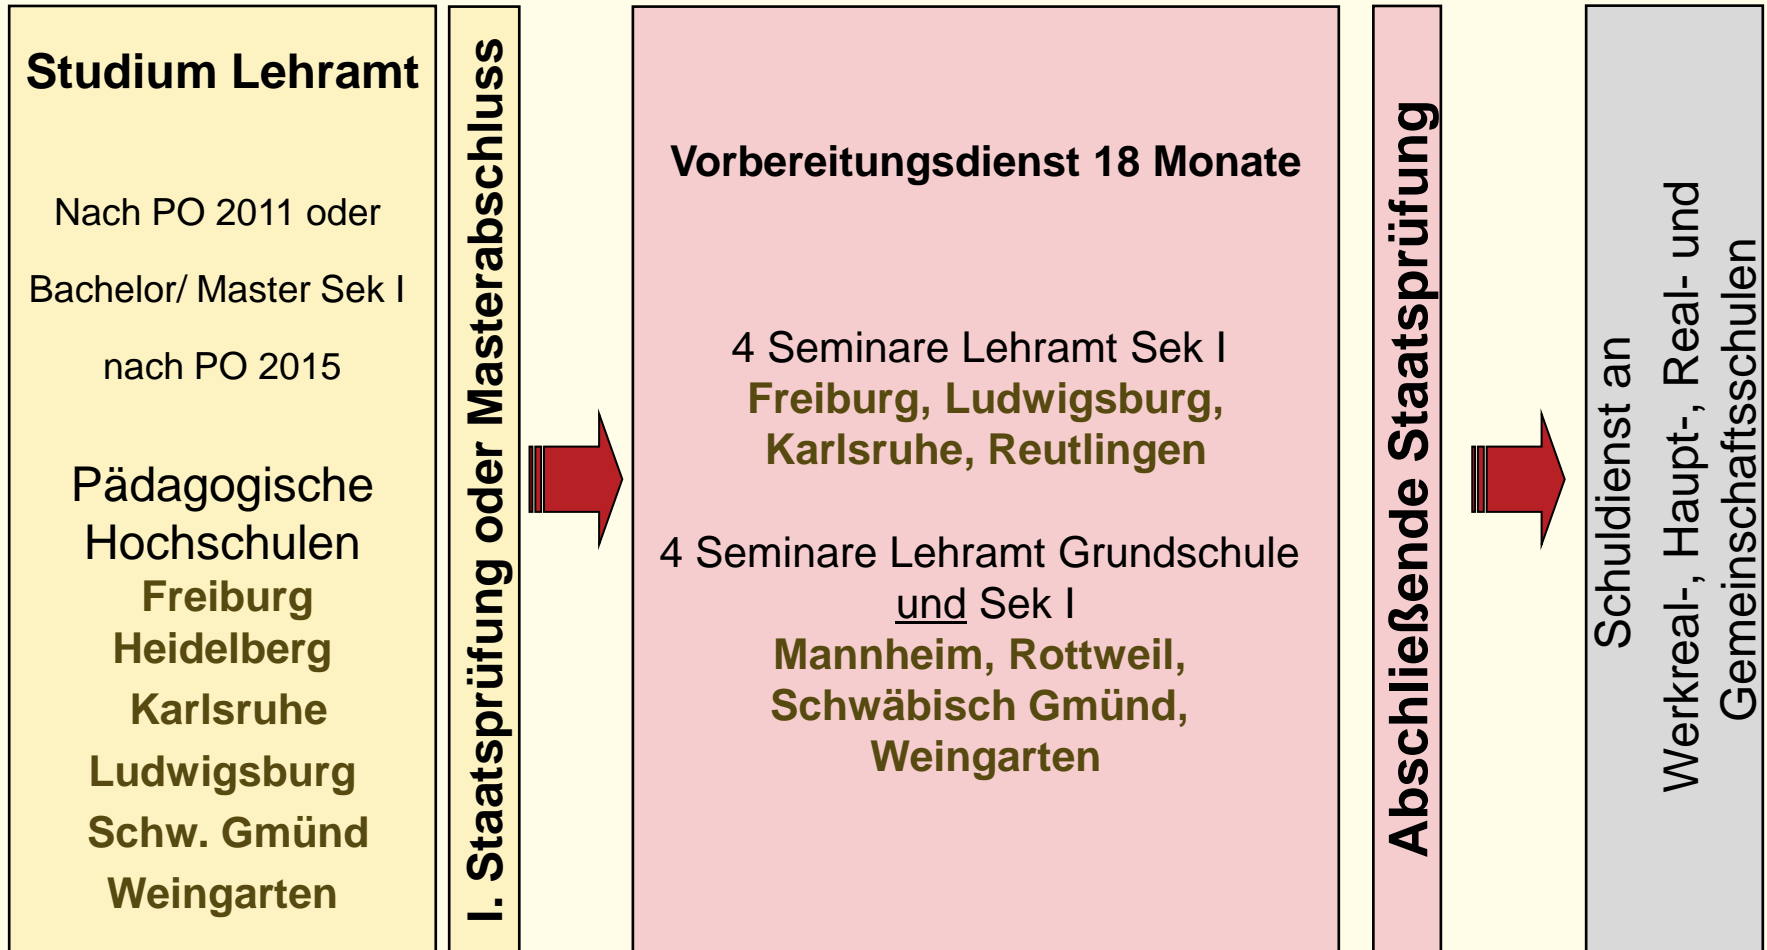 Studium Lehramt
Nach PO 2011 oder
Bachelor/ Master Sek I
nach PO 2015
Pädagogische
Hochschulen
Freiburg
Heidelberg
Karlsruhe
Ludwigsburg
Schw. Gmünd
Weingarten
I. Staatsprüfung oder Masterabschluss
Vorbereitungsdienst 18 Monate
4 Seminare Lehramt Sek I
Freiburg, Ludwigsburg,
Karlsruhe, Reutlingen
4 Seminare Lehramt Grundschule
und Sek I
Mannheim, Rottweil,
Schwäbisch Gmünd,
Weingarten
Abschließende Staatsprüfung
Schuldienst an
Werkreal-, Haupt-, Real- und
Gemeinschaftsschulen